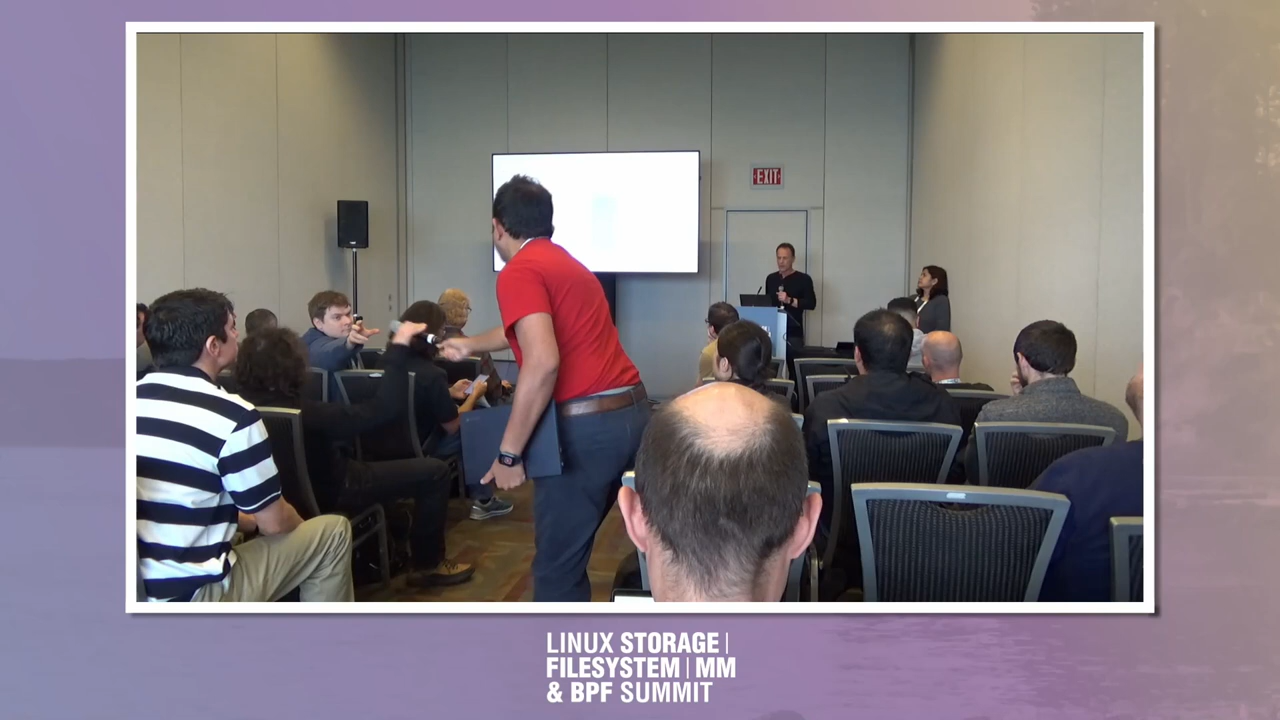 EXIT
LINUX STORAGE |
FILESYSTEM | MM
& BPF SUMMIT